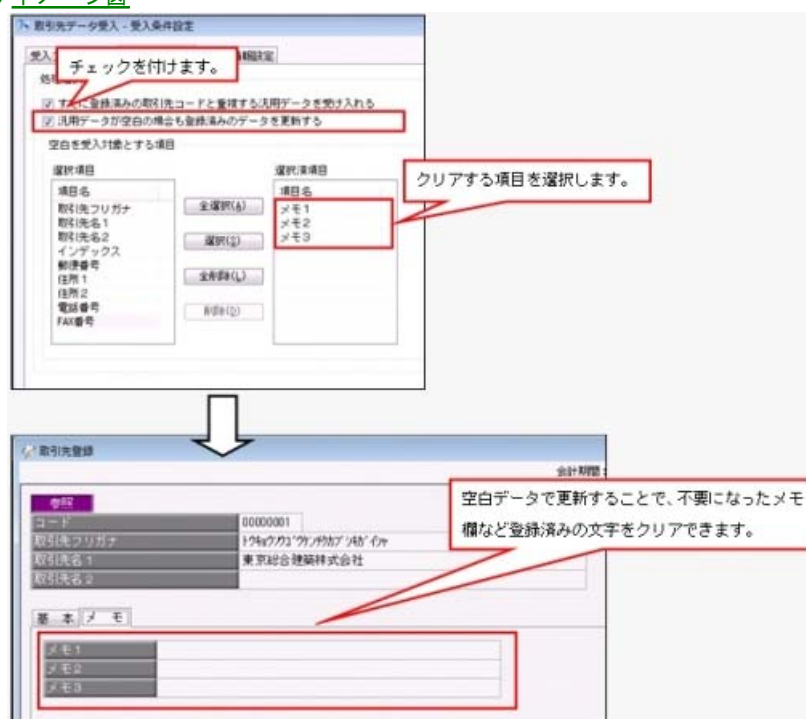 イメージ図
取引先データ受入 - 受入条件設定
チェックを付けます。
すでに登録済みの取引先コードと重複する汎用データを受け入れる
汎用データが空白の場合も登録済みのデータを更新する
空白を受入対象とする項目
選択項目
選択済項目
クリアする項目を選択します。
項目名
項目名
取引先フリガナ
取引先名1
取引先名2
インデックス
郵便番号
住所1
住所2
電話番号
FAX番号
全選択(A)
選択(S)
全削除(L)
削除(D)
メモ1
メモ2
メモ3
取引先登録
会計期間:
空白データで更新することで、不要になったメモ
欄など登録済みの文字をクリアできます。
参照
コード
00000001
取引先フリガナ
取引先名1
東京総合建築株式会社
取引先名2
基 本
メ モ
メモ1
メモ2
メモ3